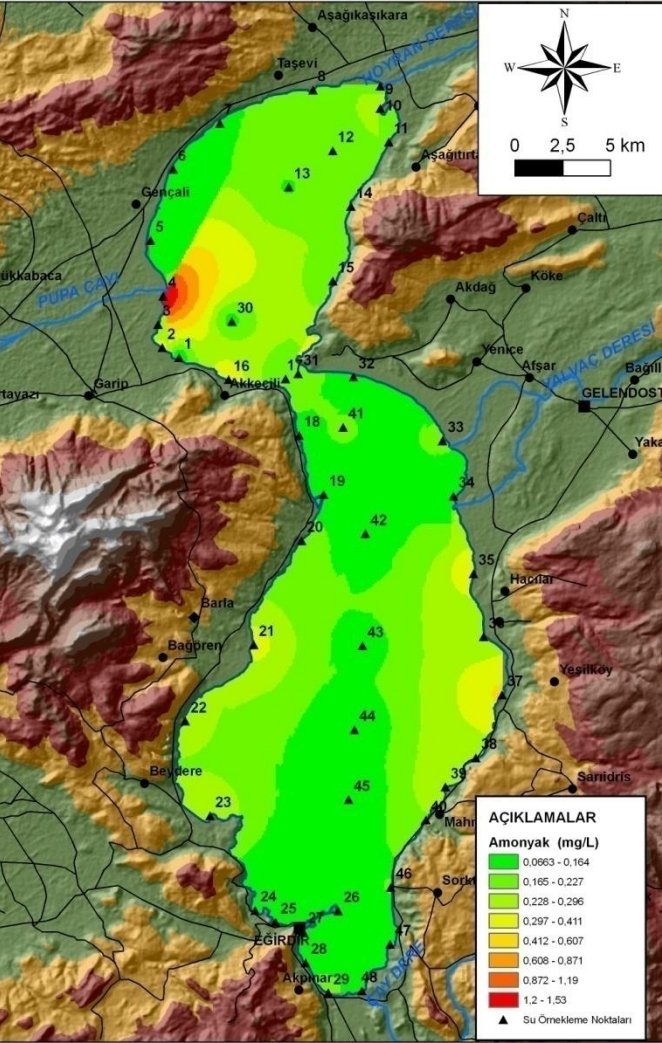 Aşağıkaşıkara
HOYRAN DERESİ
Taşevi
N
W E
S
0 2,5 5 km
8
9
10
7
11
12
6
13
Gençali
14
Çaltı
5
15
Köke
Akdağ
PUPA ÇAYI
4
3
30
2
1
Yenice
YALVAÇ DERESİ
16
31
32
Afşar
Garip
Akkeçili
GELENDOST
41
18
33
Yaka
19
34
20
42
35
Hacılar
Barla
21
43
Bağören
37
Yeşilköy
22
44
38
Beydere
39
Sarıidris
45
23
40
46
24
26
25
27
EĞİRDİR
47
28
Akpınar
29
48
AÇIKLAMALAR
Amonyak (mg/L)
0,0663 - 0,164
0,165 - 0,227
0,228 - 0,296
0,297 - 0,411
0,412 - 0,607
0,608 - 0,871
0,872 - 1,19
1,2 - 1,53
Su Örnekleme Noktaları